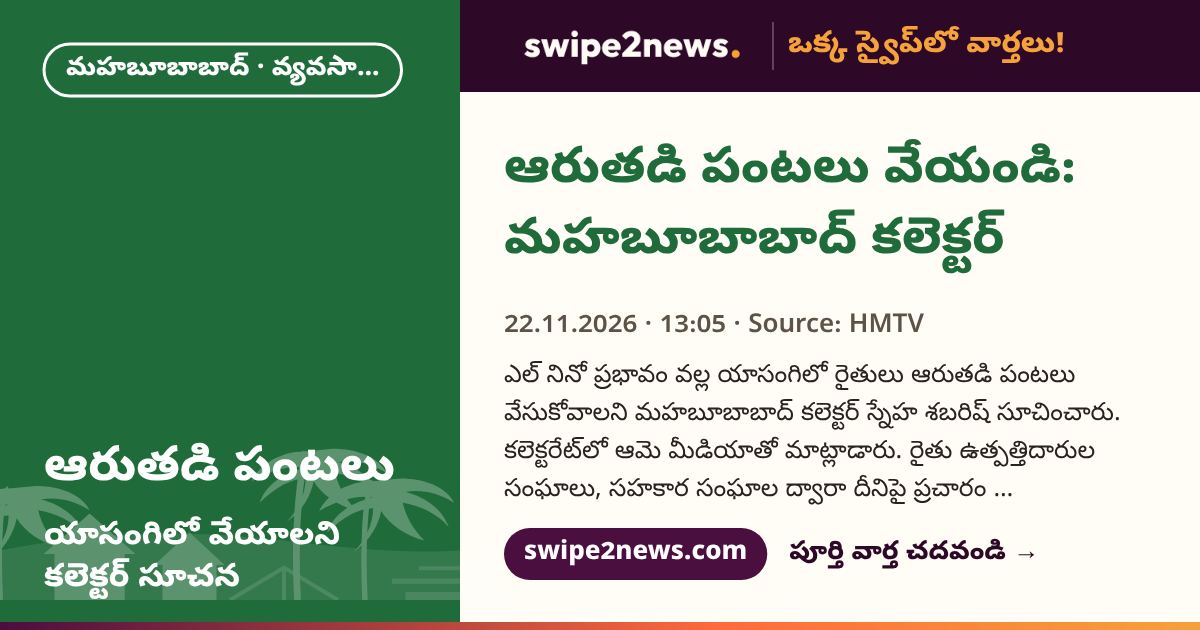 మహబూబాబాద్ · వ్యవసా...
ఆరుతడి పంటలు
యాసంగిలో వేయాలని
కలెక్టర్ సూచన
swipe2news.
ఒక్క స్వైప్‌లో వార్తలు!
ఆరుతడి పంటలు వేయండి:
మహబూబాబాద్ కలెక్టర్
22.11.2026 · 13:05 · Source: HMTV
ఎల్ నినో ప్రభావం వల్ల యాసంగిలో రైతులు ఆరుతడి పంటలు
వేసుకోవాలని మహబూబాబాద్ కలెక్టర్ స్నేహ శబరిష్ సూచించారు.
కలెక్టరేట్‌లో ఆమె మీడియాతో మాట్లాడారు. రైతు ఉత్పత్తిదారుల
సంఘాలు, సహకార సంఘాల ద్వారా దీనిపై ప్రచారం ...
swipe2news.com
పూర్తి వార్త చదవండి →